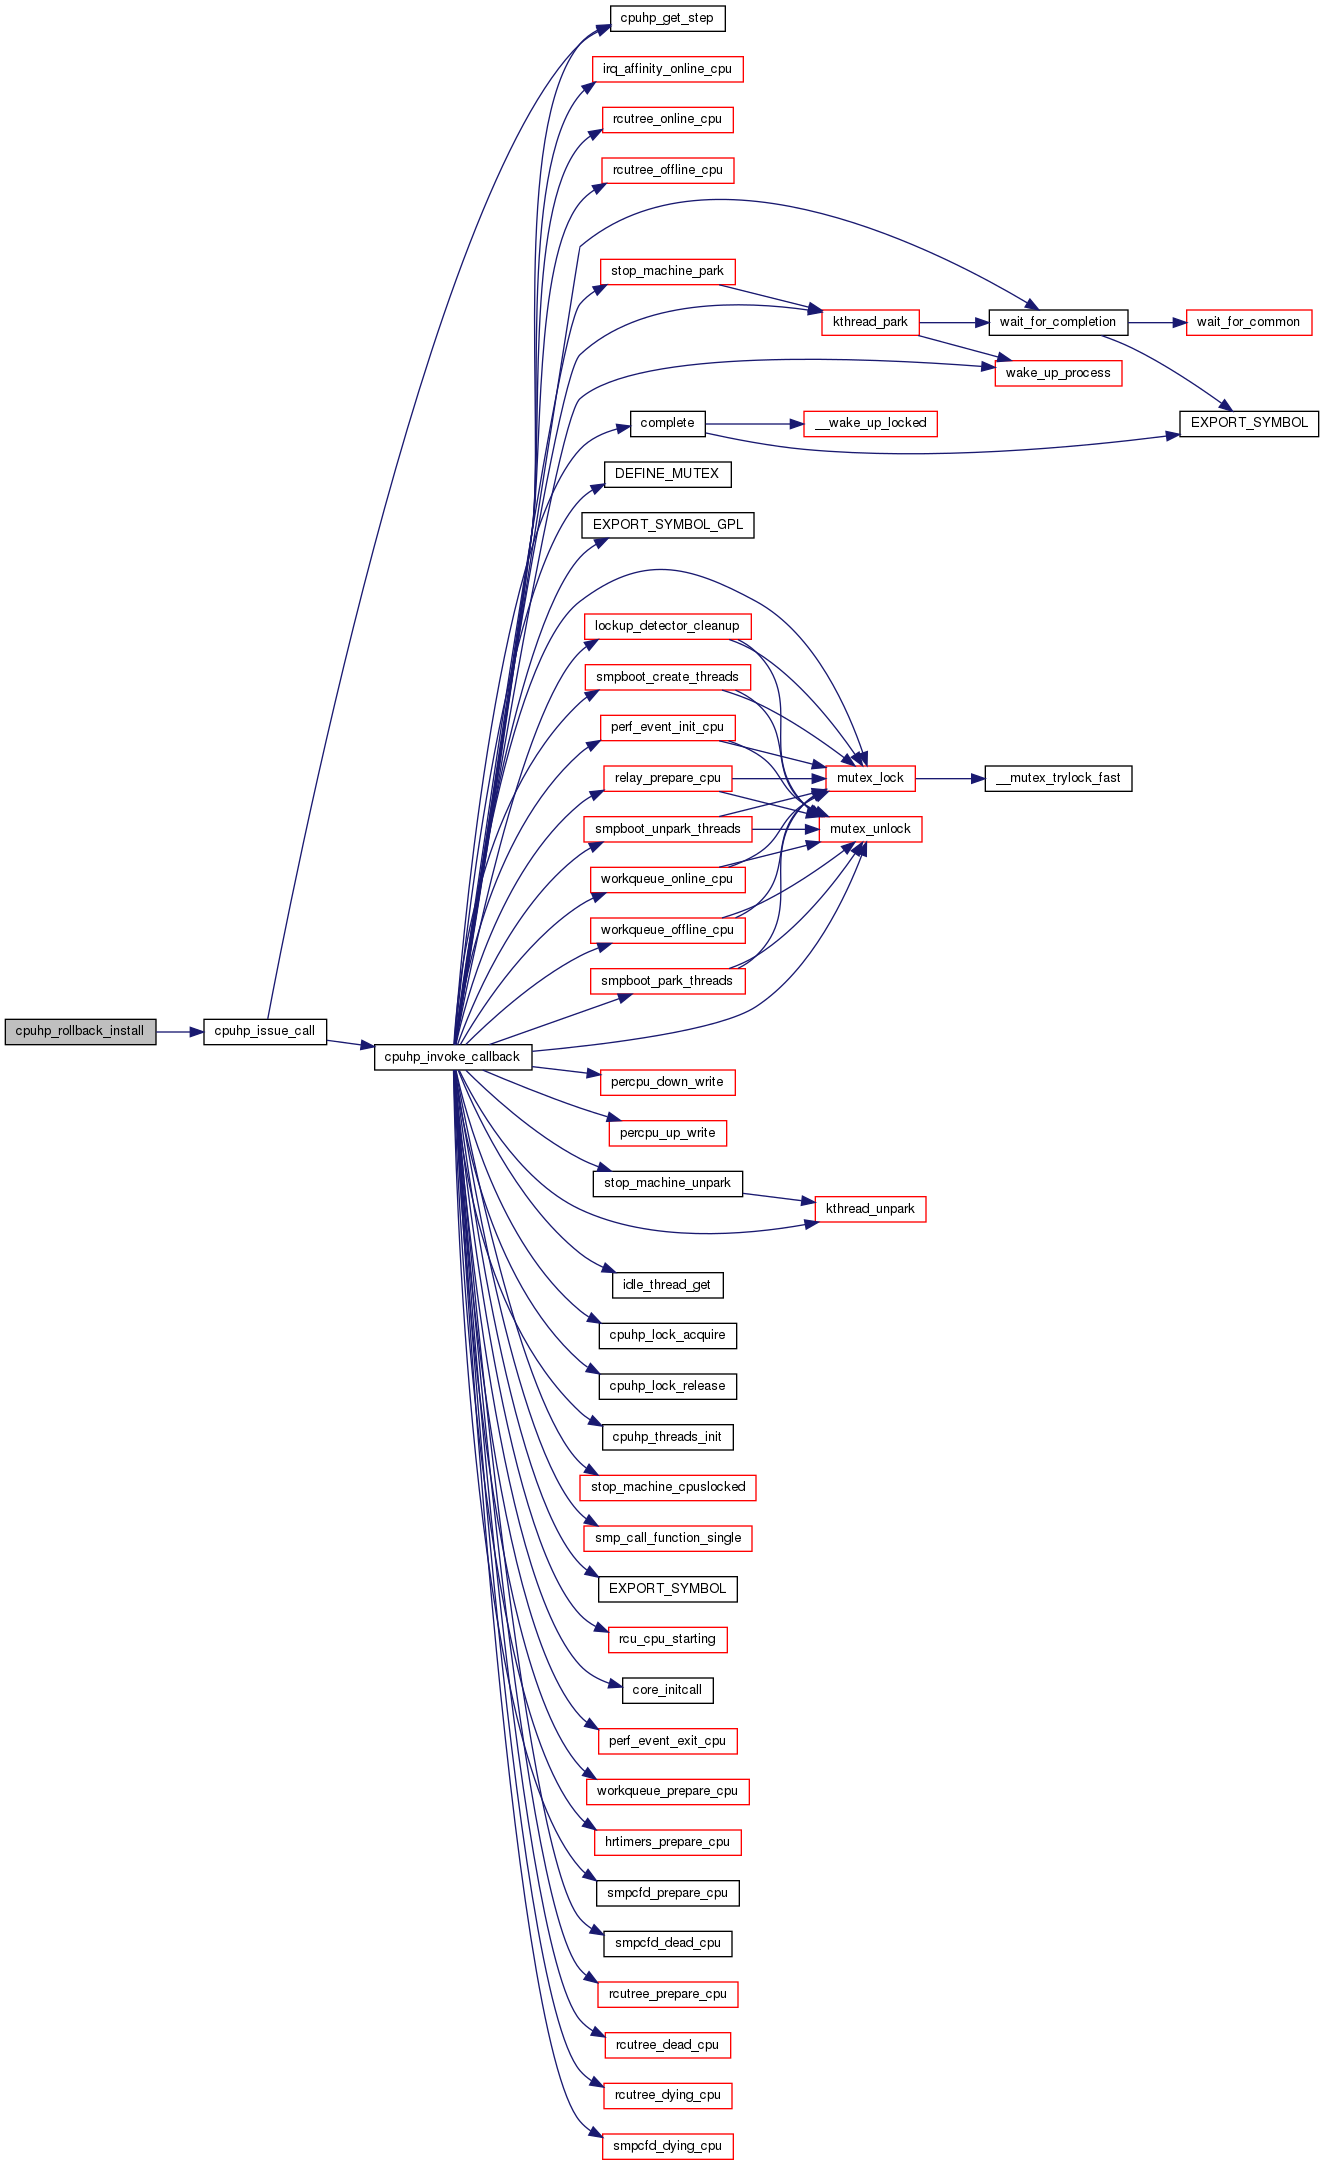 cpuhp_get_step
irq_affinity_online_cpu
rcutree_online_cpu
rcutree_offline_cpu
stop_machine_park
kthread_park
wait_for_completion
wait_for_common
wake_up_process
complete
__wake_up_locked
EXPORT_SYMBOL
DEFINE_MUTEX
EXPORT_SYMBOL_GPL
lockup_detector_cleanup
smpboot_create_threads
perf_event_init_cpu
relay_prepare_cpu
mutex_lock
__mutex_trylock_fast
smpboot_unpark_threads
mutex_unlock
workqueue_online_cpu
workqueue_offline_cpu
smpboot_park_threads
cpuhp_rollback_install
cpuhp_issue_call
cpuhp_invoke_callback
percpu_down_write
percpu_up_write
stop_machine_unpark
kthread_unpark
idle_thread_get
cpuhp_lock_acquire
cpuhp_lock_release
cpuhp_threads_init
stop_machine_cpuslocked
smp_call_function_single
EXPORT_SYMBOL
rcu_cpu_starting
core_initcall
perf_event_exit_cpu
workqueue_prepare_cpu
hrtimers_prepare_cpu
smpcfd_prepare_cpu
smpcfd_dead_cpu
rcutree_prepare_cpu
rcutree_dead_cpu
rcutree_dying_cpu
smpcfd_dying_cpu